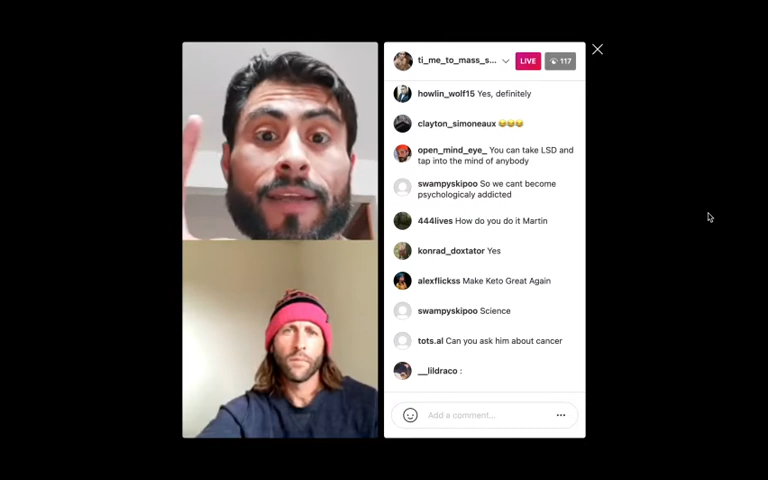 ti_me_to_mass_s...
LIVE
117
howlin_wolf15 Yes, definitely
clayton_simoneaux 😂😂😂
open_mind_eye_ You can take LSD and
tap into the mind of anybody
swampyskipoo So we cant become
psychologicaly addicted
444lives How do you do it Martin
konrad_doxtator Yes
alexflickss Make Keto Great Again
swampyskipoo Science
tots.al Can you ask him about cancer
__lildraco :
Add a comment...